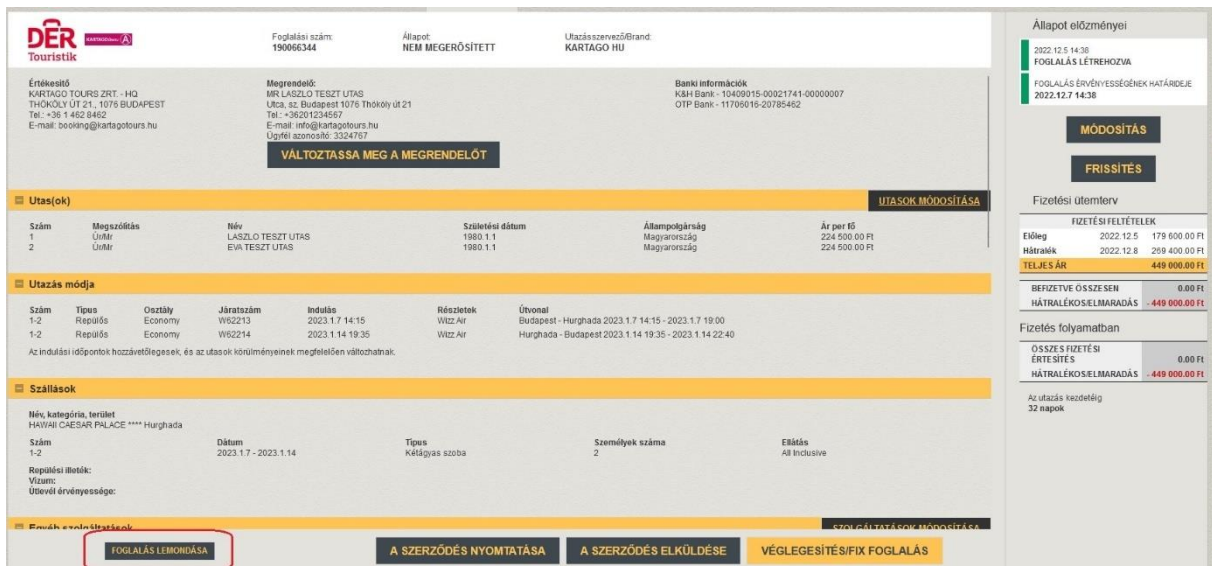 DER
Touristik
KARTAGO tours
Foglalási szám:
190066344
Állapot:
NEM MEGERŐSÍTETT
Utazásszervező/Brand:
KARTAGO HU
Értékesítő
KARTAGO TOURS ZRT. - HQ
THÖKÖLY ÚT 21., 1076 BUDAPEST
Tel.: +36 1 462 8462
E-mail: booking@kartagotours.hu
Megrendelő:
MR LASZLO TESZT UTAS
Utca, sz. Budapest 1076 Thököly út 21
Tel.: +36201234567
E-mail: info@kartagotours.hu
Ügyfél azonosító: 3324767
VÁLTOZTASSA MEG A MEGRENDELŐT
Banki információk
K&H Bank - 10409015-00021741-00000007
OTP Bank - 11706016-20785462
Utas(ok) UTASOK MÓDOSÍTÁSA
Szám Megszólítás Név Születési dátum Állampolgárság Ár per fő
1 Úr/Mr LASZLO TESZT UTAS 1980.1.1 Magyarország 224 500.00 Ft
2 Úr/Mr EVA TESZT UTAS 1980.1.1 Magyarország 224 500.00 Ft
Utazás módja
Szám Típus Osztály Járatszám Indulás Részletek Útvonal
1-2 Repülős Economy W62213 2023.1.7 14:15 Wizz Air Budapest - Hurghada 2023.1.7 14:15 - 2023.1.7 19:00
1-2 Repülős Economy W62214 2023.1.14 19:35 Wizz Air Hurghada - Budapest 2023.1.14 19:35 - 2023.1.14 22:40
Az indulási időpontok hozzávetőlegesek, és az utasok körülményeinek megfelelően változhatnak.
Szállások
Név, kategória, terület
HAWAII CAESAR PALACE **** Hurghada
Szám Dátum Típus Személyek száma Ellátás
1-2 2023.1.7 - 2023.1.14 Kétágyas szoba 2 All Inclusive
Repülési illeték:
Vízum:
Útlevél érvényessége:
Egyéb szolgáltatások SZOLGÁLTATÁSOK MÓDOSÍTÁSA
FOGLALÁS LEMONDÁSA
A SZERZŐDÉS NYOMTATÁSA
A SZERZŐDÉS ELKÜLDÉSE
VÉGLEGESÍTÉS/FIX FOGLALÁS
Állapot előzményei
2022.12.5 14:38
FOGLALÁS LÉTREHOZVA
FOGLALÁS ÉRVÉNYESSÉGÉNEK HATÁRIDEJE
2022.12.7 14:38
MÓDOSÍTÁS
FRISSÍTÉS
Fizetési ütemterv
FIZETÉSI FELTÉTELEK
Előleg 2022.12.5 179 600.00 Ft
Hátralék 2022.12.8 269 400.00 Ft
TELJES ÁR 449 000.00 Ft
BEFIZETVE ÖSSZESEN 0.00 Ft
HÁTRALÉKOS/ELMARADÁS - 449 000.00 Ft
Fizetés folyamatban
ÖSSZES FIZETÉSI
ÉRTESÍTÉS 0.00 Ft
HÁTRALÉKOS/ELMARADÁS - 449 000.00 Ft
Az utazás kezdetéig
32 napok